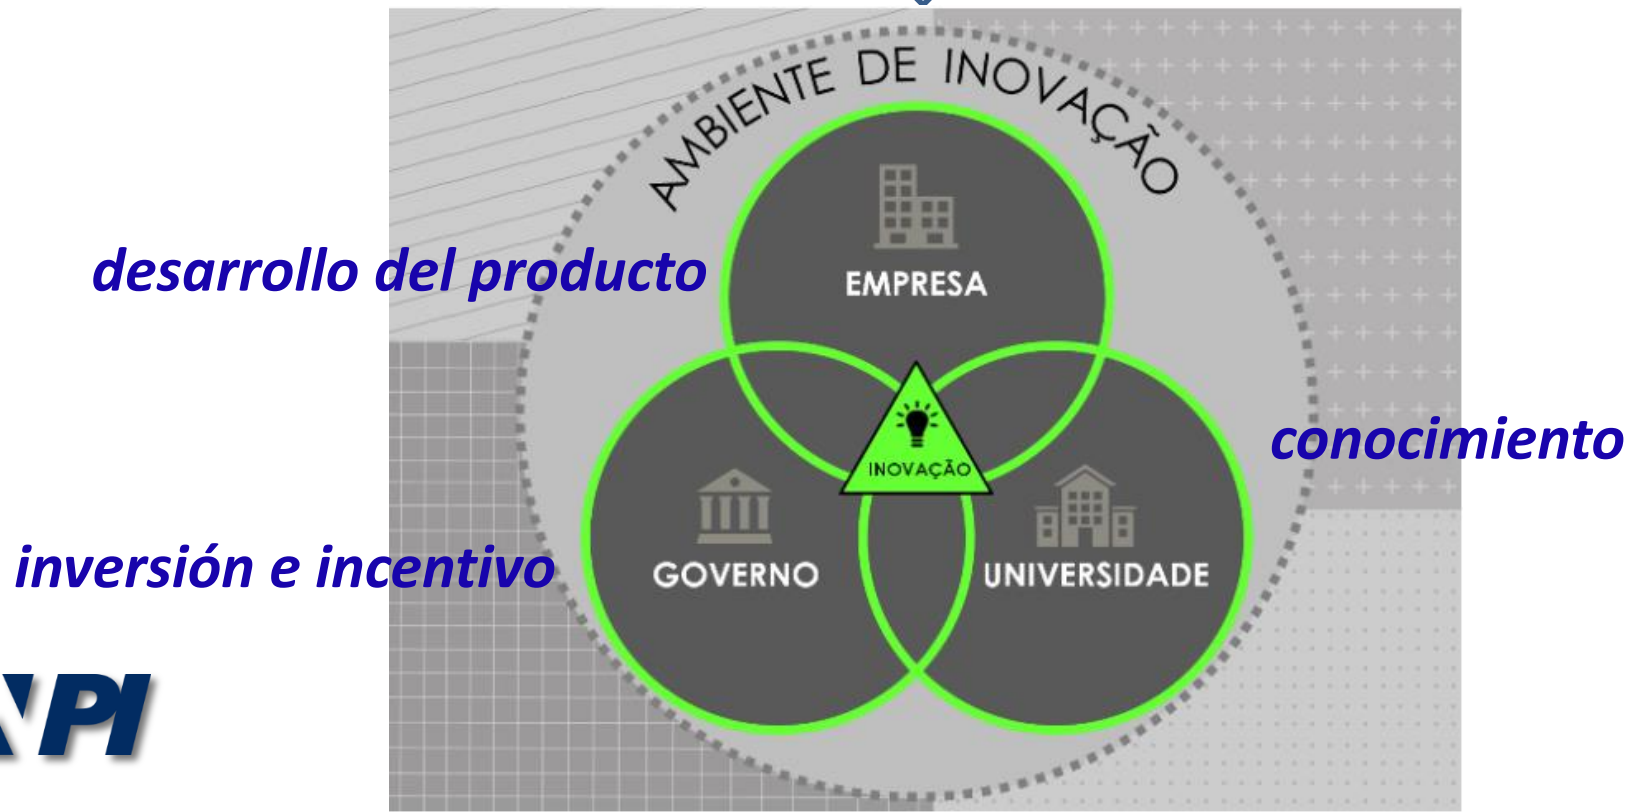 AMBIENTE DE INOVAÇÃO
desarrollo del producto
EMPRESA
conocimiento
INOVAÇÃO
inversión e incentivo
GOVERNO
UNIVERSIDADE
PI